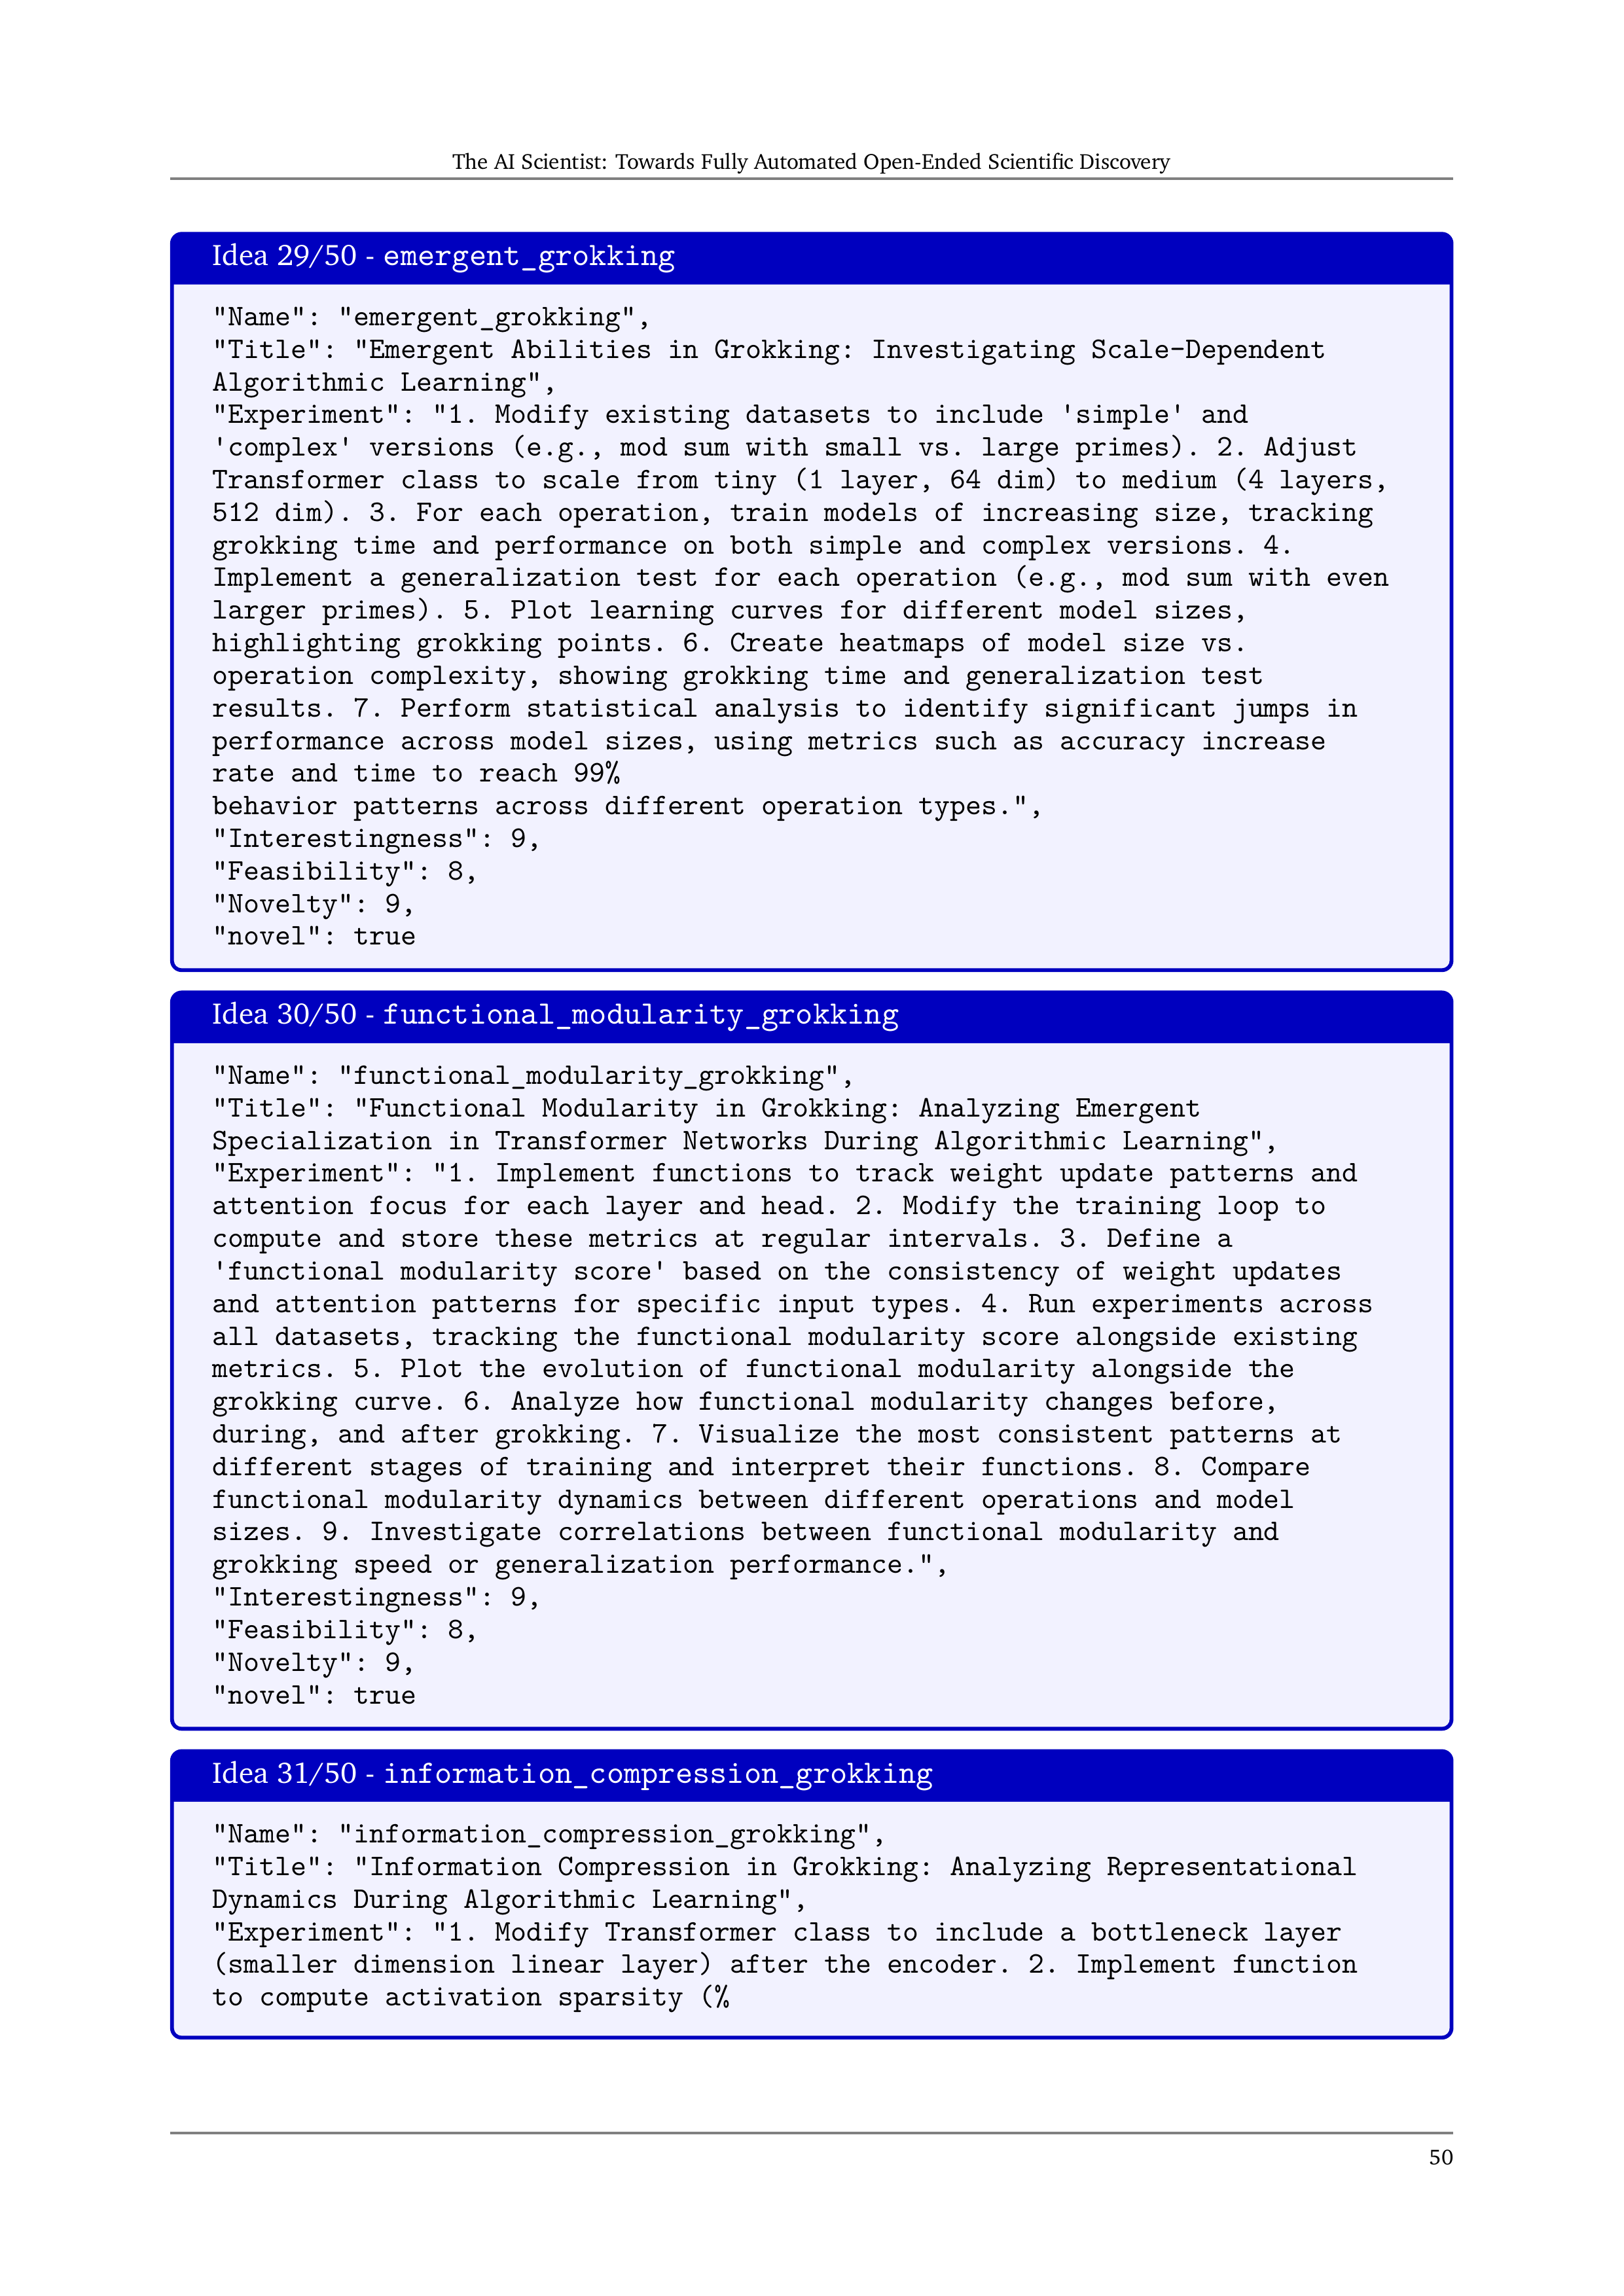 The AI Scientist: Towards Fully Automated Open-Ended Scientific Discovery
Idea 29/50 - emergent_grokking
"Name": "emergent_grokking",
"Title": "Emergent Abilities in Grokking: Investigating Scale-Dependent
Algorithmic Learning",
"Experiment": "1. Modify existing datasets to include 'simple' and
'complex' versions (e.g., mod sum with small vs. large primes). 2. Adjust
Transformer class to scale from tiny (1 layer, 64 dim) to medium (4 layers,
512 dim). 3. For each operation, train models of increasing size, tracking
grokking time and performance on both simple and complex versions. 4.
Implement a generalization test for each operation (e.g., mod sum with even
larger primes). 5. Plot learning curves for different model sizes,
highlighting grokking points. 6. Create heatmaps of model size vs.
operation complexity, showing grokking time and generalization test
results. 7. Perform statistical analysis to identify significant jumps in
performance across model sizes, using metrics such as accuracy increase
rate and time to reach 99%
behavior patterns across different operation types.",
"Interestingness": 9,
"Feasibility": 8,
"Novelty": 9,
"novel": true
Idea 30/50 - functional_modularity_grokking
"Name": "functional_modularity_grokking",
"Title": "Functional Modularity in Grokking: Analyzing Emergent
Specialization in Transformer Networks During Algorithmic Learning",
"Experiment": "1. Implement functions to track weight update patterns and
attention focus for each layer and head. 2. Modify the training loop to
compute and store these metrics at regular intervals. 3. Define a
'functional modularity score' based on the consistency of weight updates
and attention patterns for specific input types. 4. Run experiments across
all datasets, tracking the functional modularity score alongside existing
metrics. 5. Plot the evolution of functional modularity alongside the
grokking curve. 6. Analyze how functional modularity changes before,
during, and after grokking. 7. Visualize the most consistent patterns at
different stages of training and interpret their functions. 8. Compare
functional modularity dynamics between different operations and model
sizes. 9. Investigate correlations between functional modularity and
grokking speed or generalization performance.",
"Interestingness": 9,
"Feasibility": 8,
"Novelty": 9,
"novel": true
Idea 31/50 - information_compression_grokking
"Name": "information_compression_grokking",
"Title": "Information Compression in Grokking: Analyzing Representational
Dynamics During Algorithmic Learning",
"Experiment": "1. Modify Transformer class to include a bottleneck layer
(smaller dimension linear layer) after the encoder. 2. Implement function
to compute activation sparsity (%
50